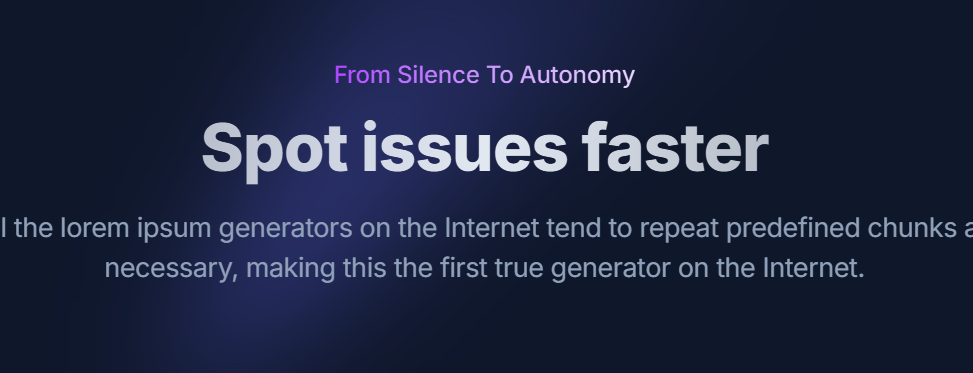 From Silence To Autonomy
Spot issues faster
l the lorem ipsum generators on the Internet tend to repeat predefined chunks a
necessary, making this the first true generator on the Internet.